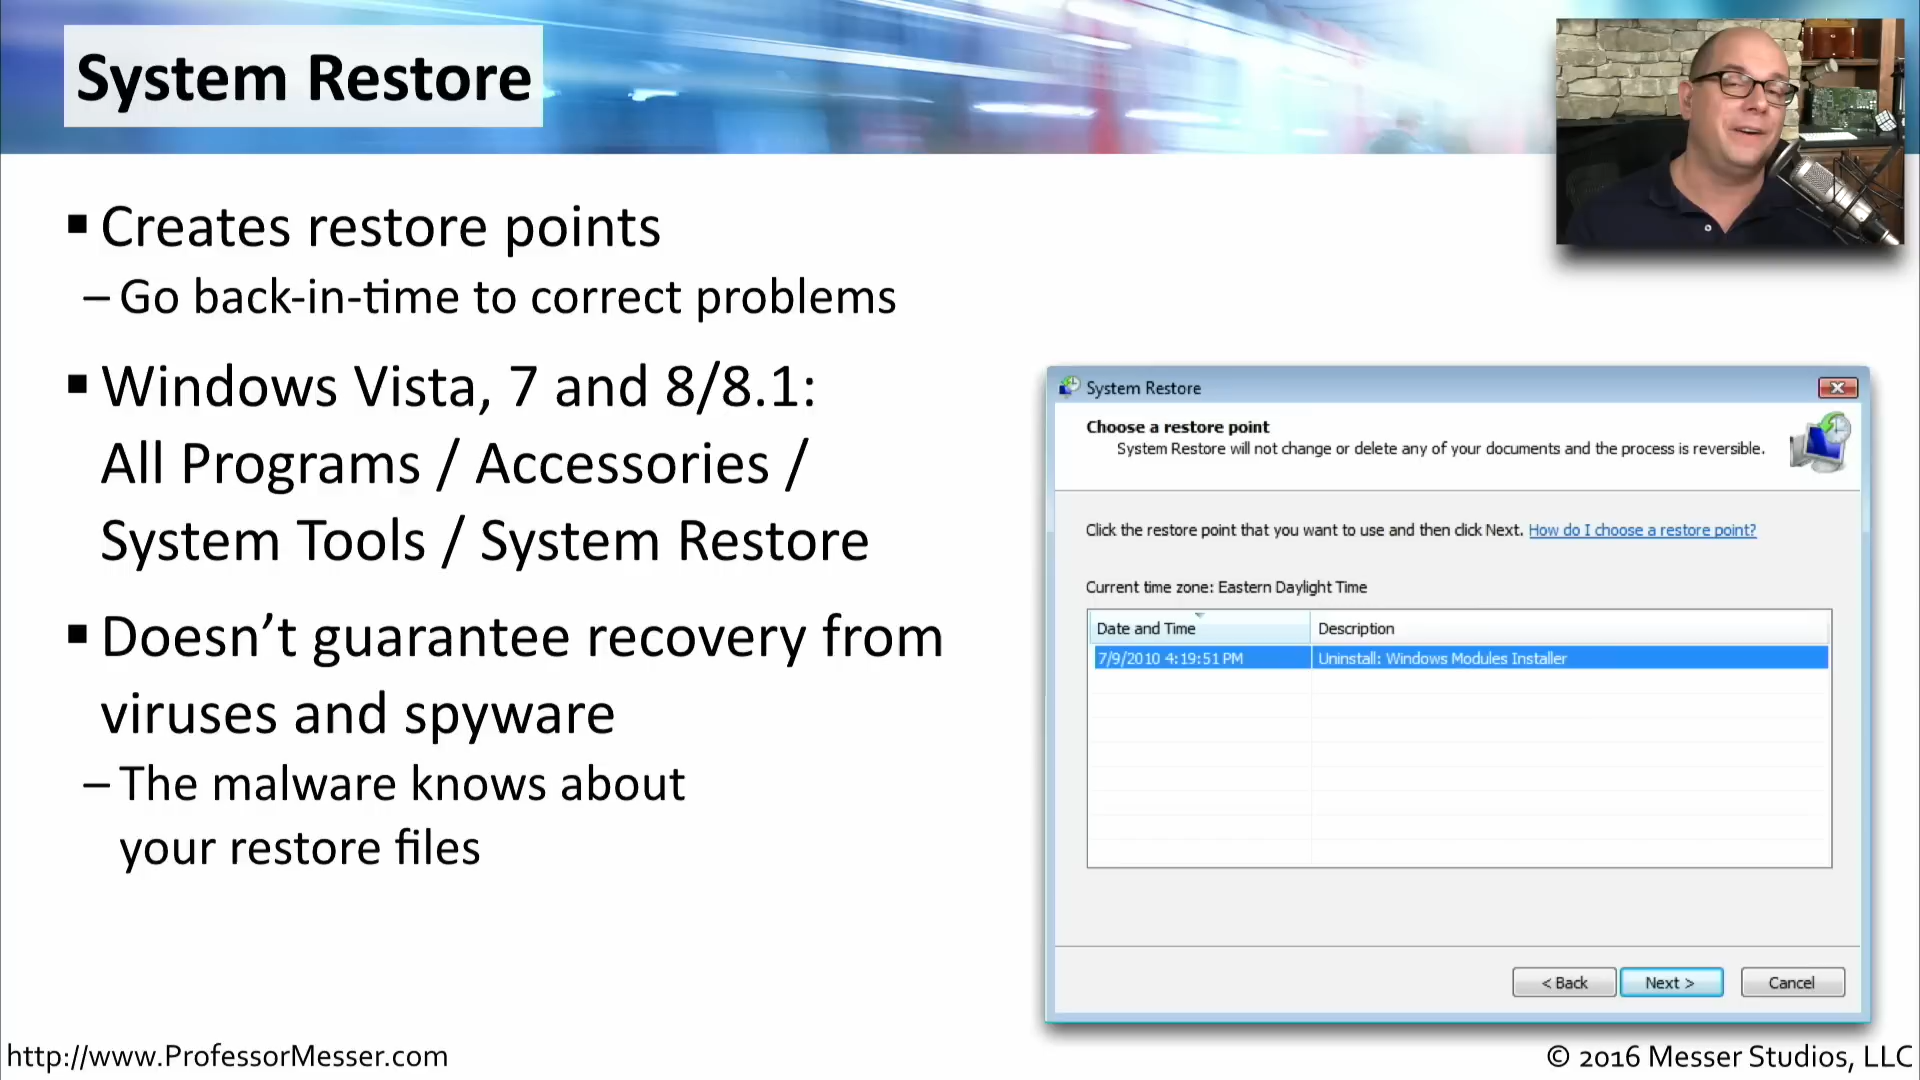 System Restore
▪ Creates restore points
– Go back-in-time to correct problems
▪ Windows Vista, 7 and 8/8.1:
All Programs / Accessories /
System Tools / System Restore
▪ Doesn’t guarantee recovery from
viruses and spyware
– The malware knows about
your restore files
System Restore
Choose a restore point
System Restore will not change or delete any of your documents and the process is reversible.
Click the restore point that you want to use and then click Next. How do I choose a restore point?
Current time zone: Eastern Daylight Time
Date and Time Description
7/9/2010 4:19:51 PM Uninstall: Windows Modules Installer
< Back Next > Cancel
http://www.ProfessorMesser.com
© 2016 Messer Studios, LLC